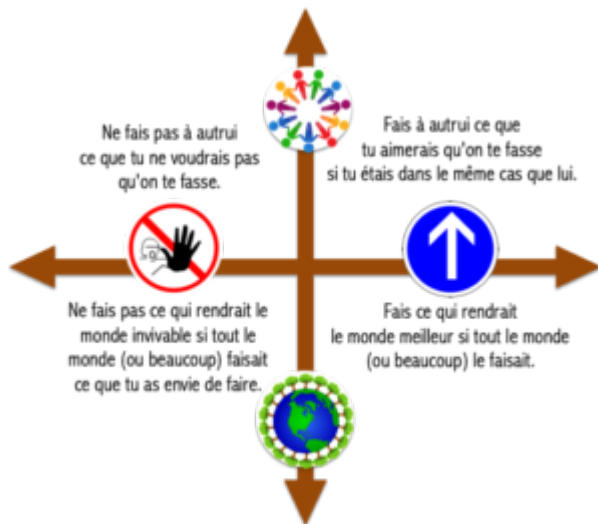 Ne fais pas à autrui
ce que tu ne voudrais pas
qu'on te fasse.
Fais à autrui ce que
tu aimerais qu'on te fasse
si tu étais dans le même cas que lui.
Ne fais pas ce qui rendrait le
monde invivable si tout le
monde (ou beaucoup) faisait
ce que tu as envie de faire.
Fais ce qui rendrait
le monde meilleur si tout le monde
(ou beaucoup) le faisait.